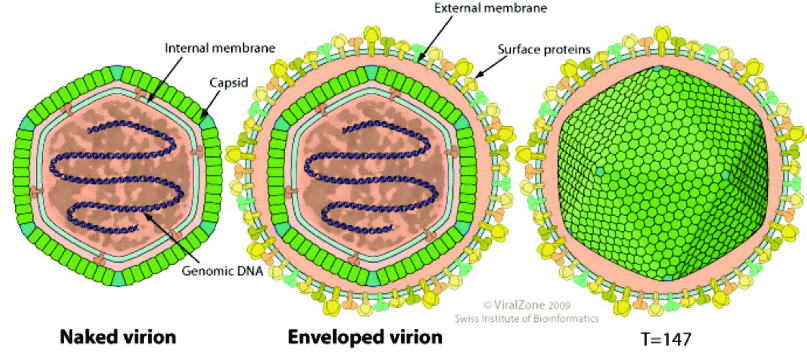 External membrane
Internal membrane
Surface proteins
Capsid
Genomic DNA
© ViralZone 2009
Swiss Institute of Bioinformatics
Naked virion
Enveloped virion
T=147